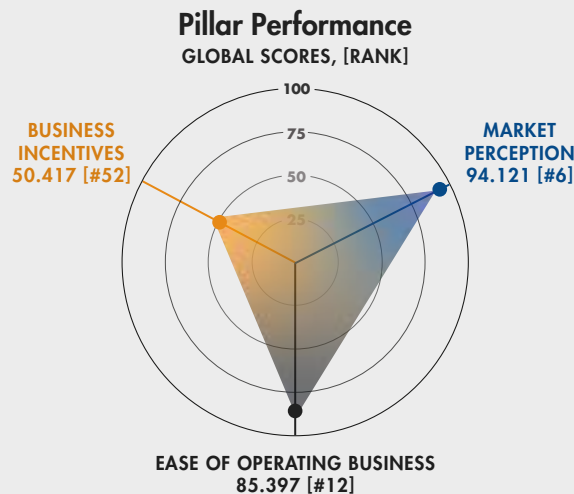 Pillar Performance
GLOBAL SCORES, [RANK]
100
BUSINESS
INCENTIVES
50.417 [#52]
75
MARKET
PERCEPTION
94.121 [#6]
50
25
EASE OF OPERATING BUSINESS
85.397 [#12]